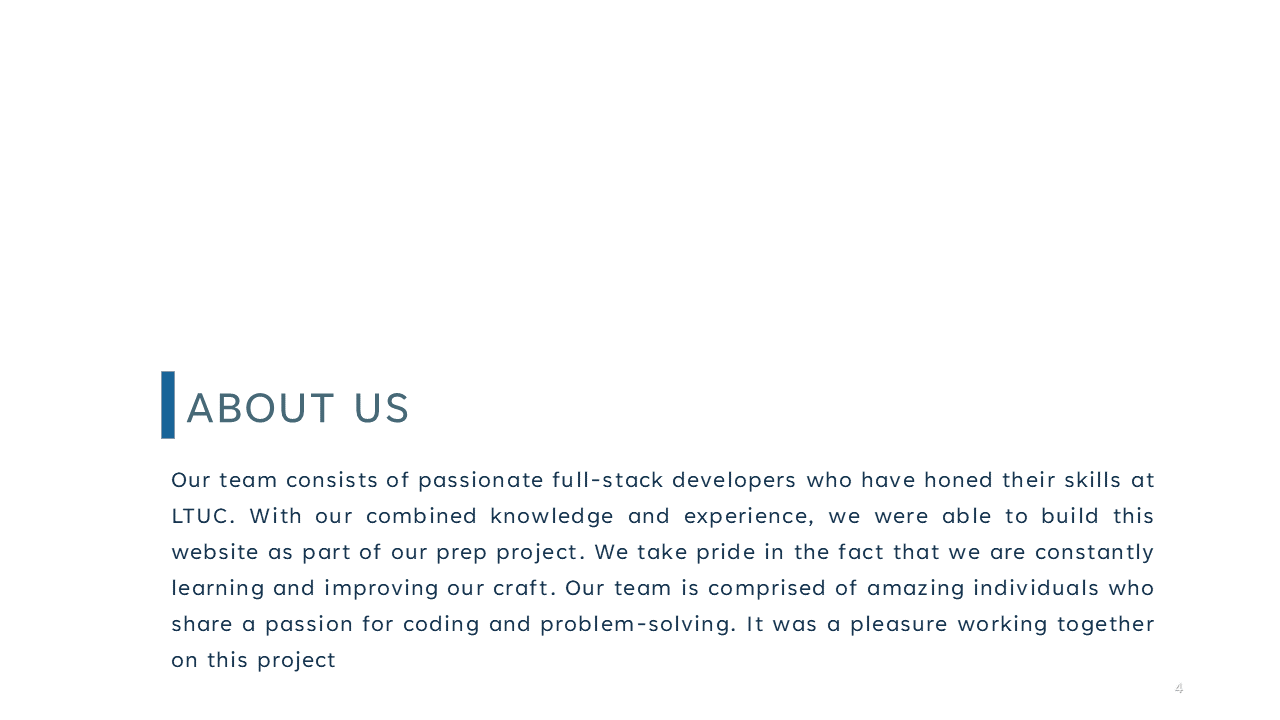 ABOUT US
Our team consists of passionate full-stack developers who have honed their skills at
LTUC. With our combined knowledge and experience, we were able to build this
website as part of our prep project. We take pride in the fact that we are constantly
learning and improving our craft. Our team is comprised of amazing individuals who
share a passion for coding and problem-solving. It was a pleasure working together
on this project
4